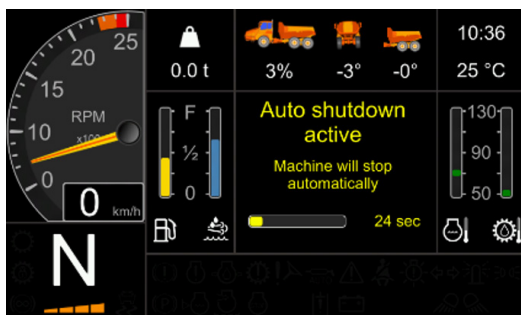 25
20
15
10
0
RPM
x100
0 km/h
N
0.0 t
3%
-3°
-0°
10:36
25 °C
F
½
0
Auto shutdown
active
Machine will stop
automatically
24 sec
130
90
50